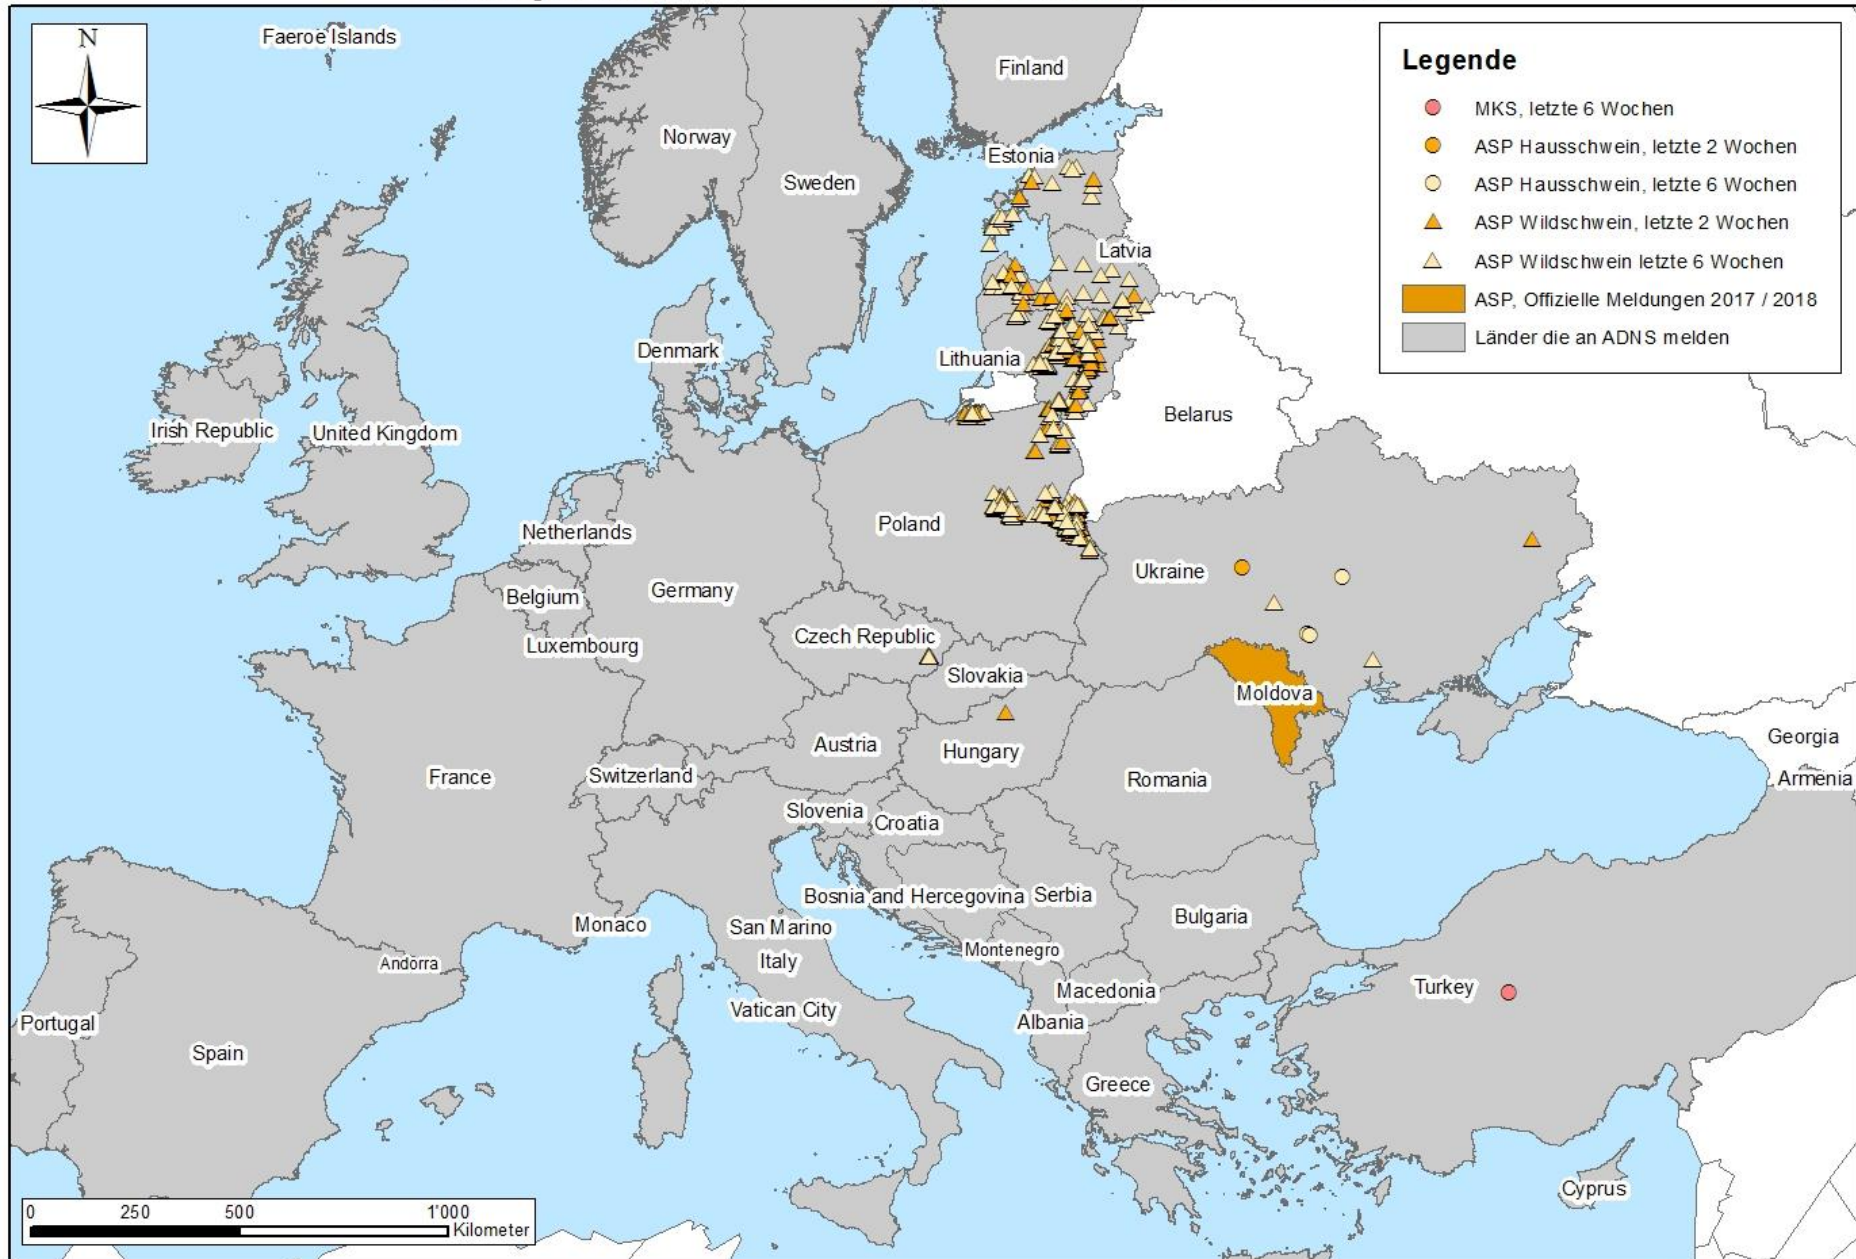 N
Faeroe Islands
Finland
Norway
Sweden
Estonia
Latvia
Denmark
Lithuania
Irish Republic
United Kingdom
Belarus
Netherlands
Poland
Belgium
Germany
Ukraine
Luxembourg
Czech Republic
Slovakia
Moldova
Austria
Hungary
France
Switzerland
Romania
Georgia
Armenia
Slovenia
Croatia
Bosnia and Hercegovina
Serbia
Bulgaria
Monaco
San Marino
Montenegro
Andorra
Italy
Macedonia
Turkey
Vatican City
Albania
Portugal
Spain
Greece
Cyprus
Legende
MKS, letzte 6 Wochen
ASP Hausschwein, letzte 2 Wochen
ASP Hausschwein, letzte 6 Wochen
ASP Wildschwein, letzte 2 Wochen
ASP Wildschwein letzte 6 Wochen
ASP, Offizielle Meldungen 2017 / 2018
Länder die an ADNS melden
0 250 500 1'000
Kilometer